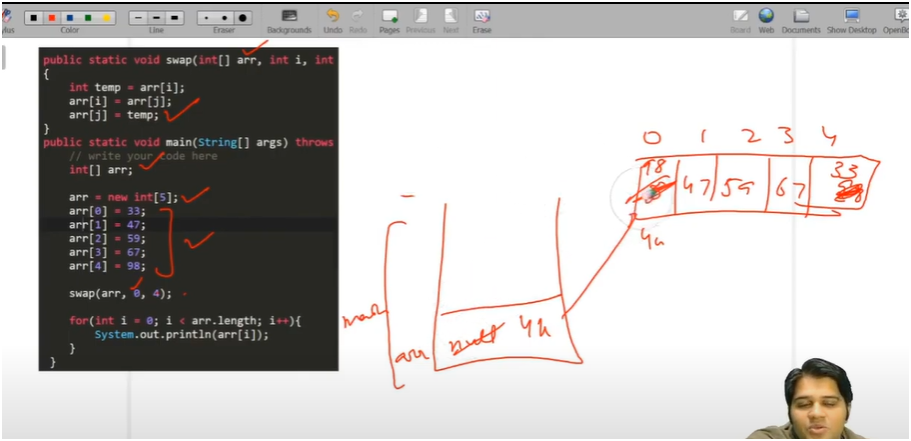 Color
Line
Eraser
Backgrounds
Undo
Redo
Pages
Previous
Next
Erase
Board
Web
Documents
Show Desktop
public static void swap(int[] arr, int i, int
{
int temp = arr[i];
arr[i] = arr[j];
arr[j] = temp;
}
public static void main(String[] args) throws
// write your code here
int[] arr;
arr = new int[5];
arr[0] = 33;
arr[1] = 47;
arr[2] = 59;
arr[3] = 67;
arr[4] = 98;
swap(arr, 0, 4);
for(int i = 0; i < arr.length; i++){
System.out.println(arr[i]);
}
}
0 1 2 3 4
98 47 59 67 33
4k
main
arr null 4k